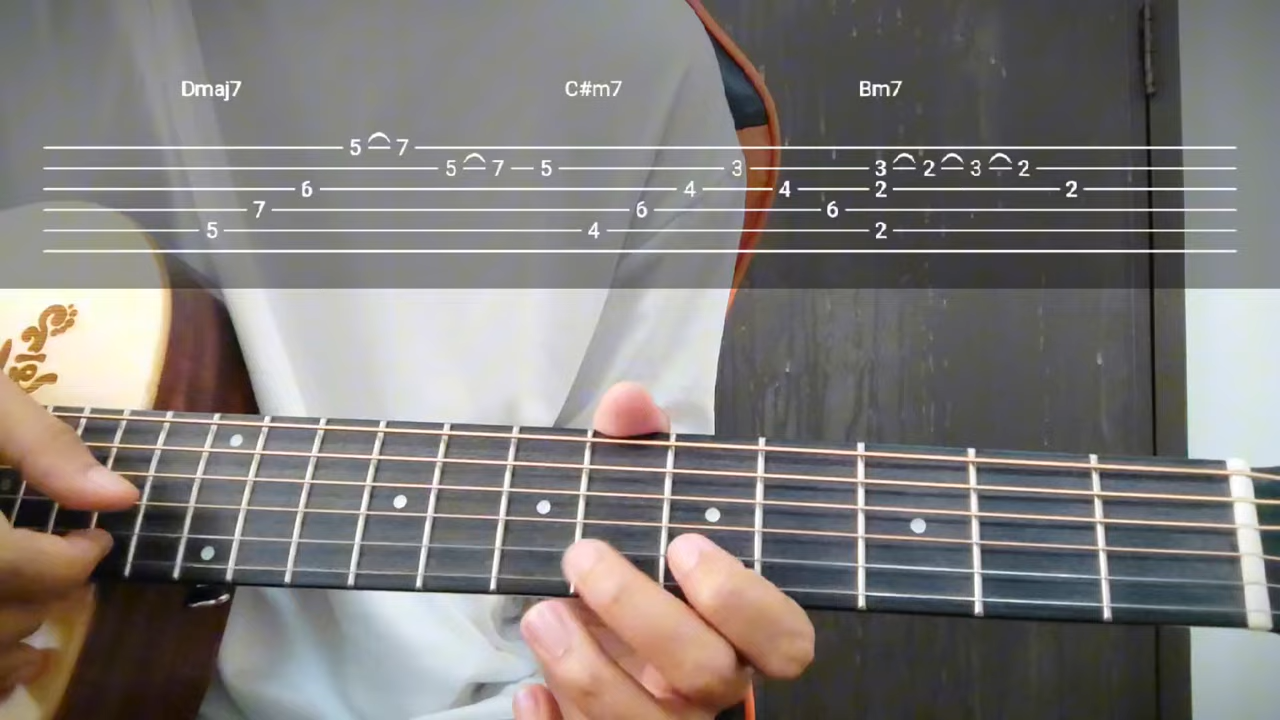 Dmaj7 C#m7 Bm7
5 7
5 7 5 3 3 2 3 2
6 4 4 2 2
7 6 6
5 4 2